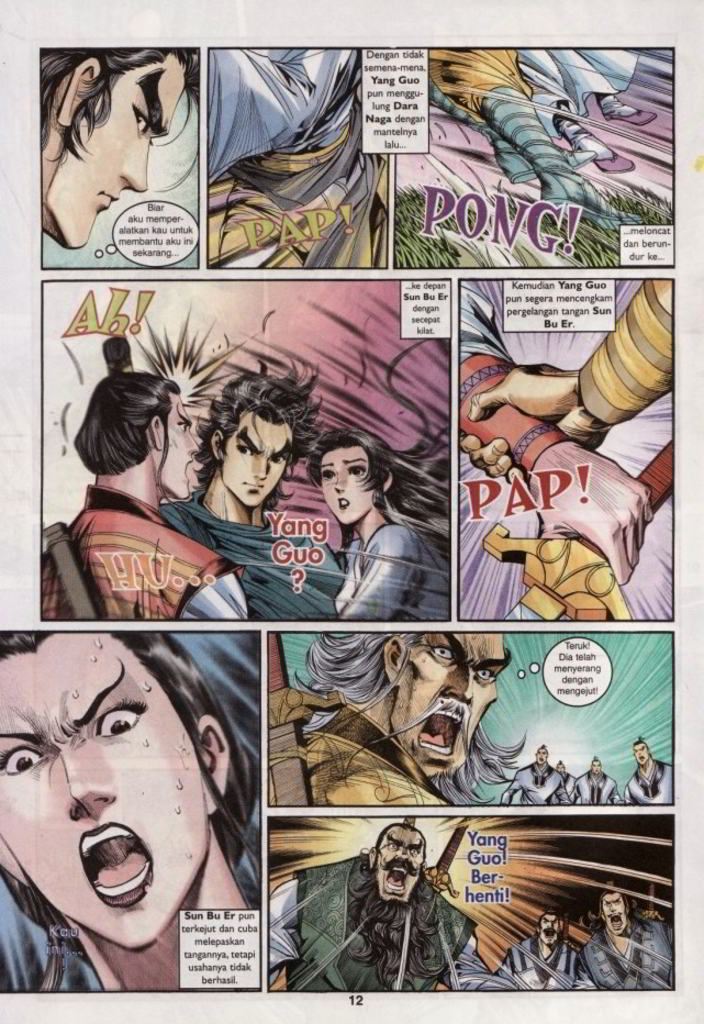 Biar
aku memper-
alatkan kau untuk
membantu aku ini
sekarang...
Dengan tidak
semena-mena,
Yang Guo
pun menggu-
lung Dara
Naga dengan
mantelnya
lalu...
PAP!
PONG!
...meloncat
dan berun-
dur ke...
Ah!
...ke depan
Sun Bu Er
dengan
secepat
kilat.
Yang
Guo
?
HU...
Kemudian Yang Guo
pun segera mencengkam
pergelangan tangan Sun
Bu Er.
PAP!
Kau
ini...
!
Sun Bu Er pun
terkejut dan cuba
melepaskan
tangannya, tetapi
usahanya tidak
berhasil.
Teruk!
Dia telah
menyerang
dengan
mengejut!
Yang
Guo!
Ber-
henti!
12